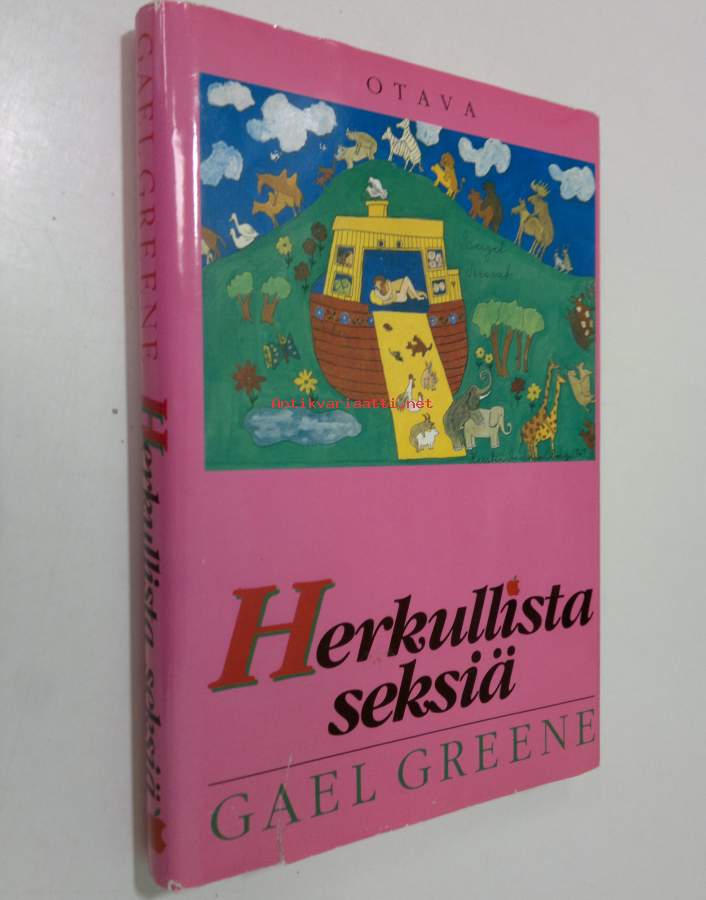 OTAVA
Antikvariaatti.net
Herkullista
seksiä
GAEL GREENE
GAEL GREENE Herkullista seksiä